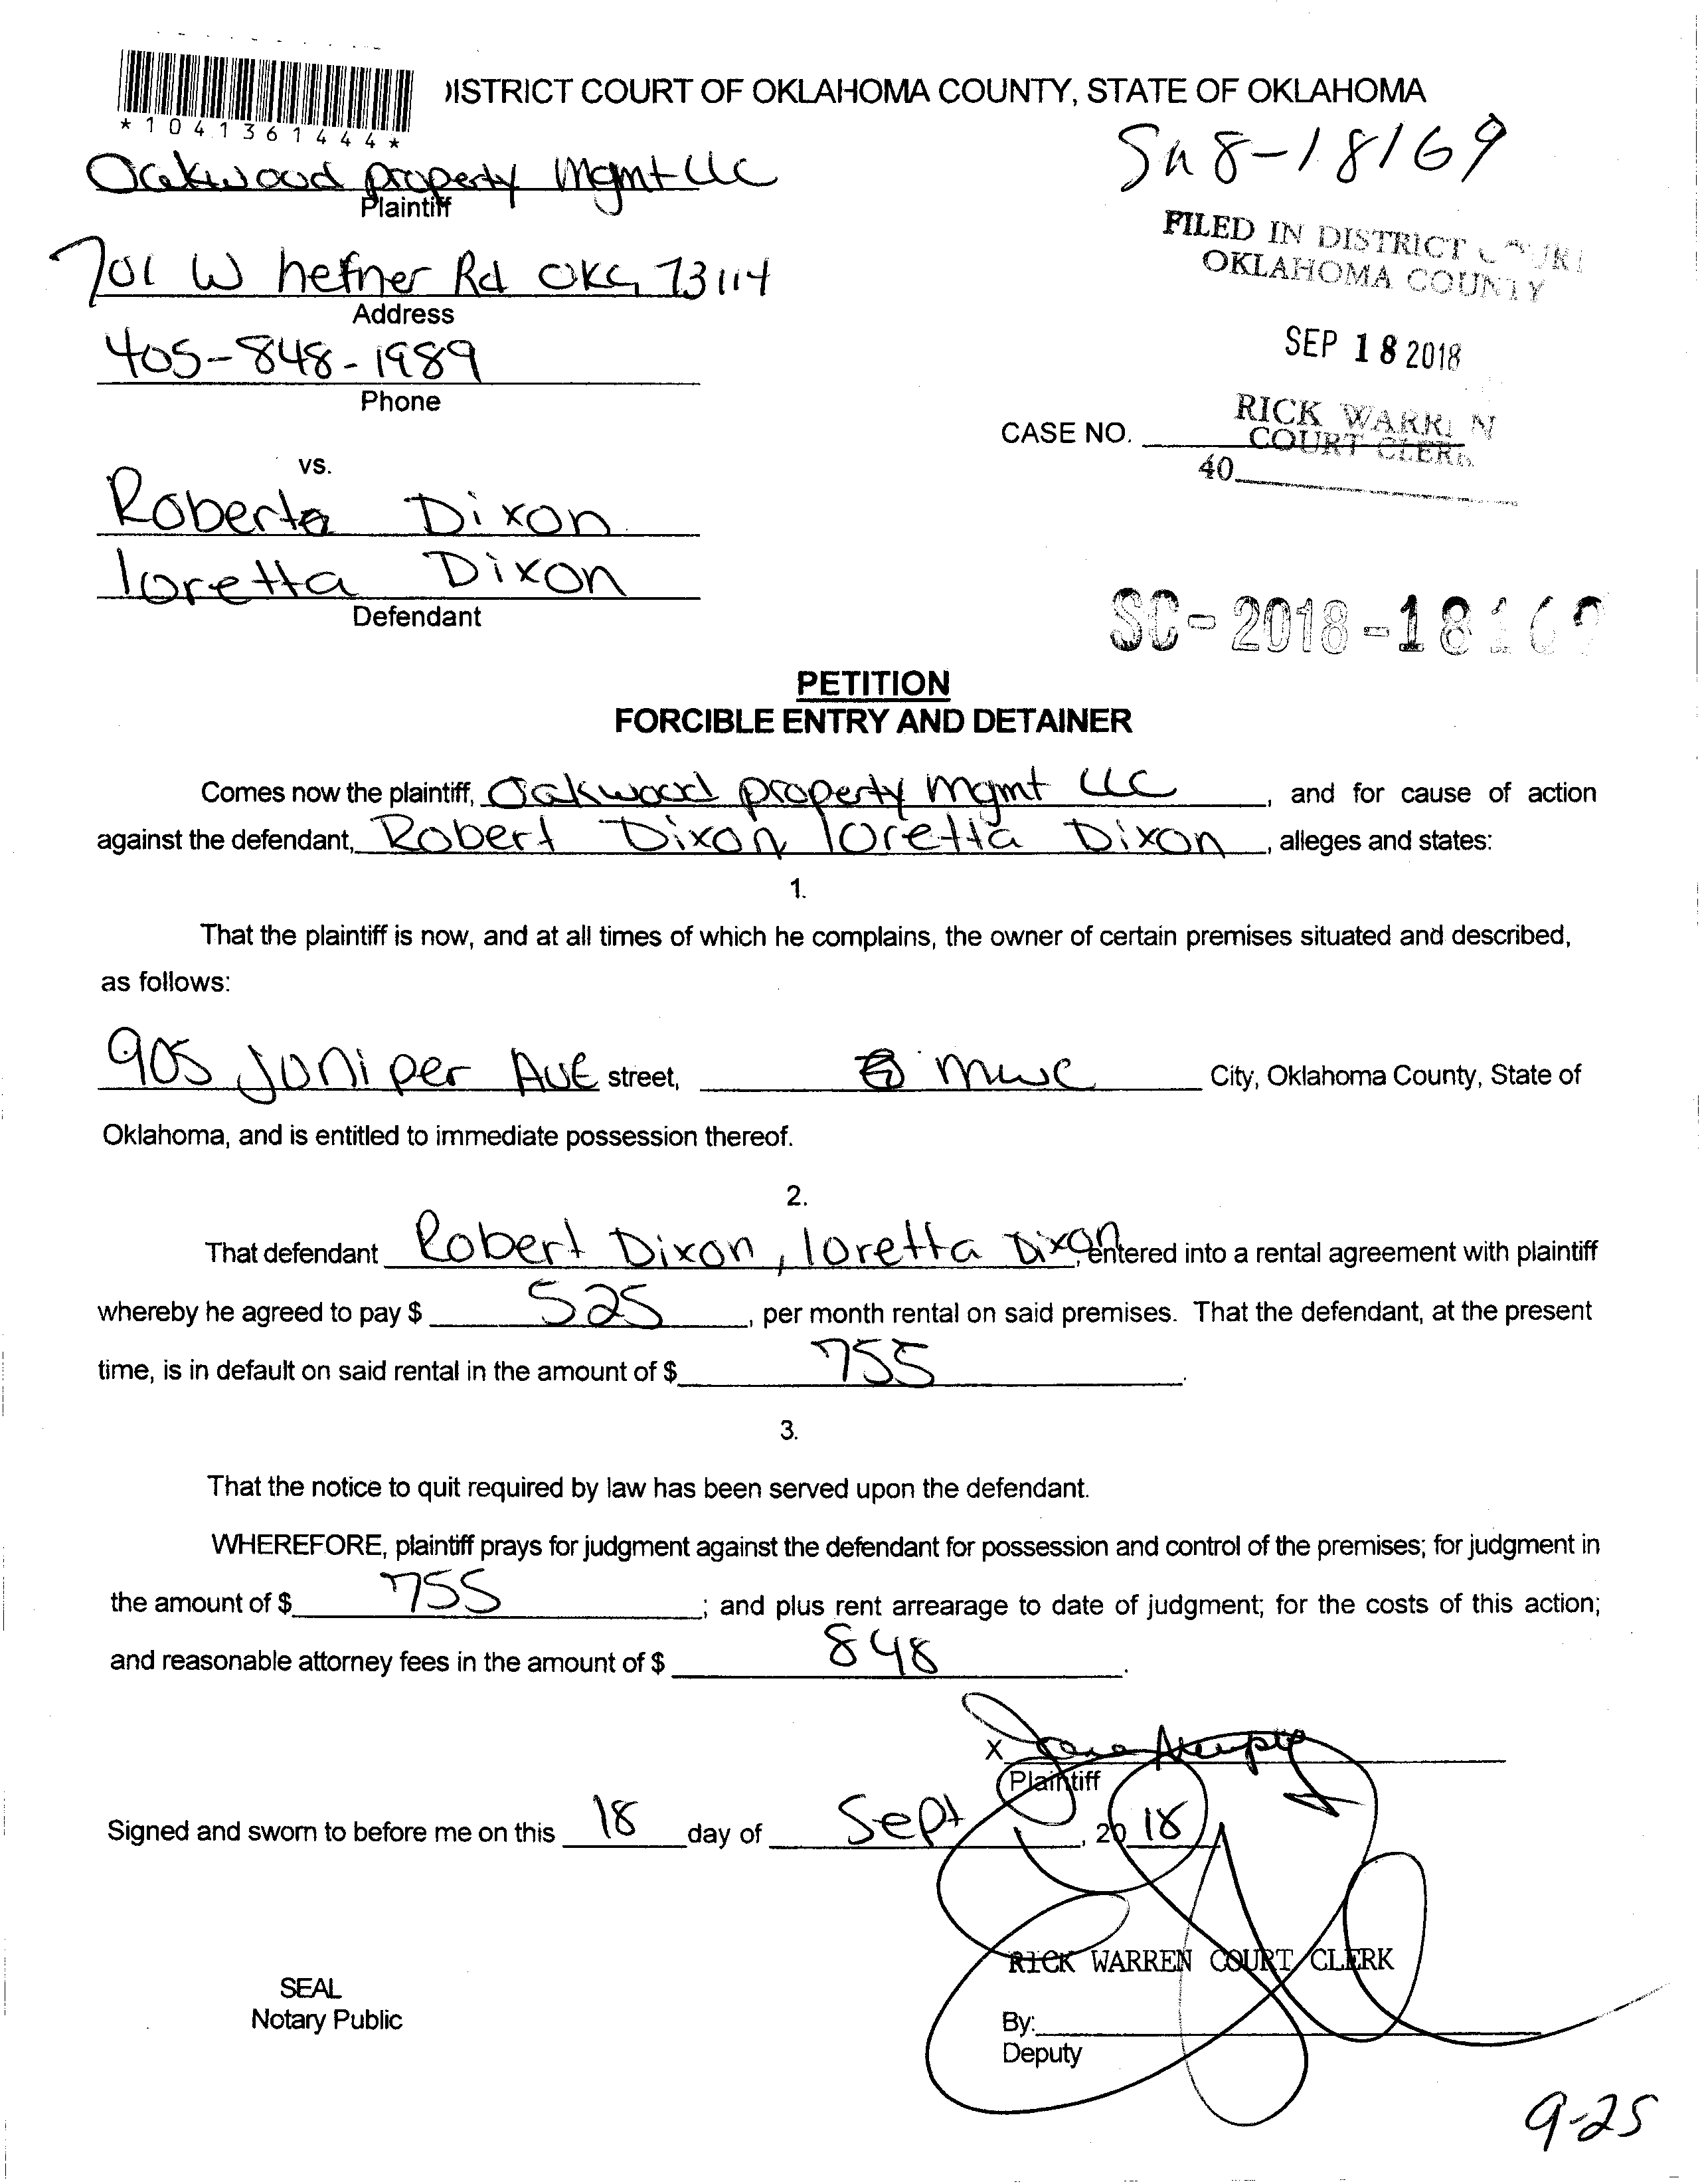 ISTRICT COURT OF OKLAHOMA COUNTY, STATE OF OKLAHOMA
*1041361444*
18169
Oakwood property Mgmt LLC
Plaintiff
FILED IN DISTRICT
OKLAHOMA COUNTY
701 W hefner Rd OKC 73114
Address
SEP 18 2018
405-848-1989
Phone
RICK WARREN
CASE NO.
COURT CLERK
40
vs.
Roberto Dixon
loretta Dixon
Defendant
SC-2018-18169
PETITION
FORCIBLE ENTRY AND DETAINER
Comes now the plaintiff, Oakwood property Mgmt LLC, and for cause of action
against the defendant, Robert Dixon loretta Dixon, alleges and states:
1.
That the plaintiff is now, and at all times of which he complains, the owner of certain premises situated and described,
as follows:
905 Juniper Ave street, mwc City, Oklahoma County, State of
Oklahoma, and is entitled to immediate possession thereof.
2.
That defendant Robert Dixon, loretta Dixon, entered into a rental agreement with plaintiff
whereby he agreed to pay $ 525, per month rental on said premises. That the defendant, at the present
time, is in default on said rental in the amount of $ 755.
3.
That the notice to quit required by law has been served upon the defendant.
WHEREFORE, plaintiff prays for judgment against the defendant for possession and control of the premises; for judgment in
the amount of $ 755; and plus rent arrearage to date of judgment; for the costs of this action;
and reasonable attorney fees in the amount of $ 848.
X
Plaintiff
Signed and sworn to before me on this 18 day of Sept, 20 18
RICK WARREN COURT CLERK
SEAL
Notary Public
By:
Deputy
9-25